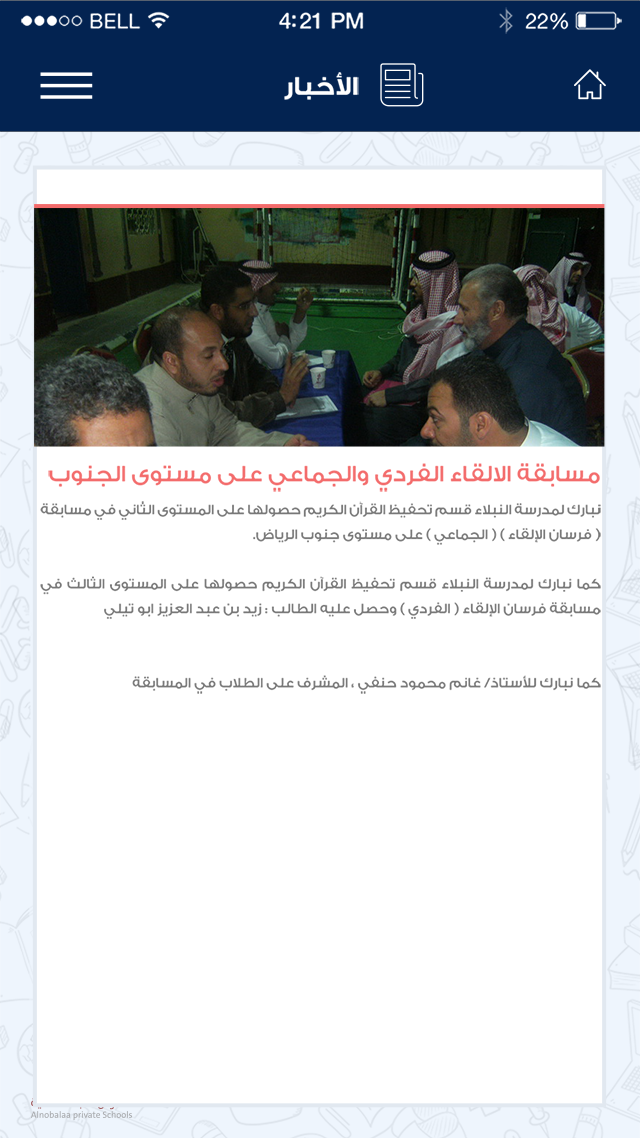 BELL 4:21 PM 22%
الأخبار
مسابقة الالقاء الفردي والجماعي على مستوى الجنوب
نبارك لمدرسة النبلاء قسم تحفيظ القرآن الكريم حصولها على المستوى الثاني في مسابقة
( فرسان الإلقاء ) ( الجماعي ) على مستوى جنوب الرياض.
كما نبارك لمدرسة النبلاء قسم تحفيظ القرآن الكريم حصولها على المستوى الثالث في
مسابقة فرسان الإلقاء ( الفردي ) وحصل عليه الطالب : زيد بن عبد العزيز ابو تيلي
كما نبارك للأستاذ/ غانم محمود حنفي ، المشرف على الطلاب في المسابقة
Alnobalaa private Schools